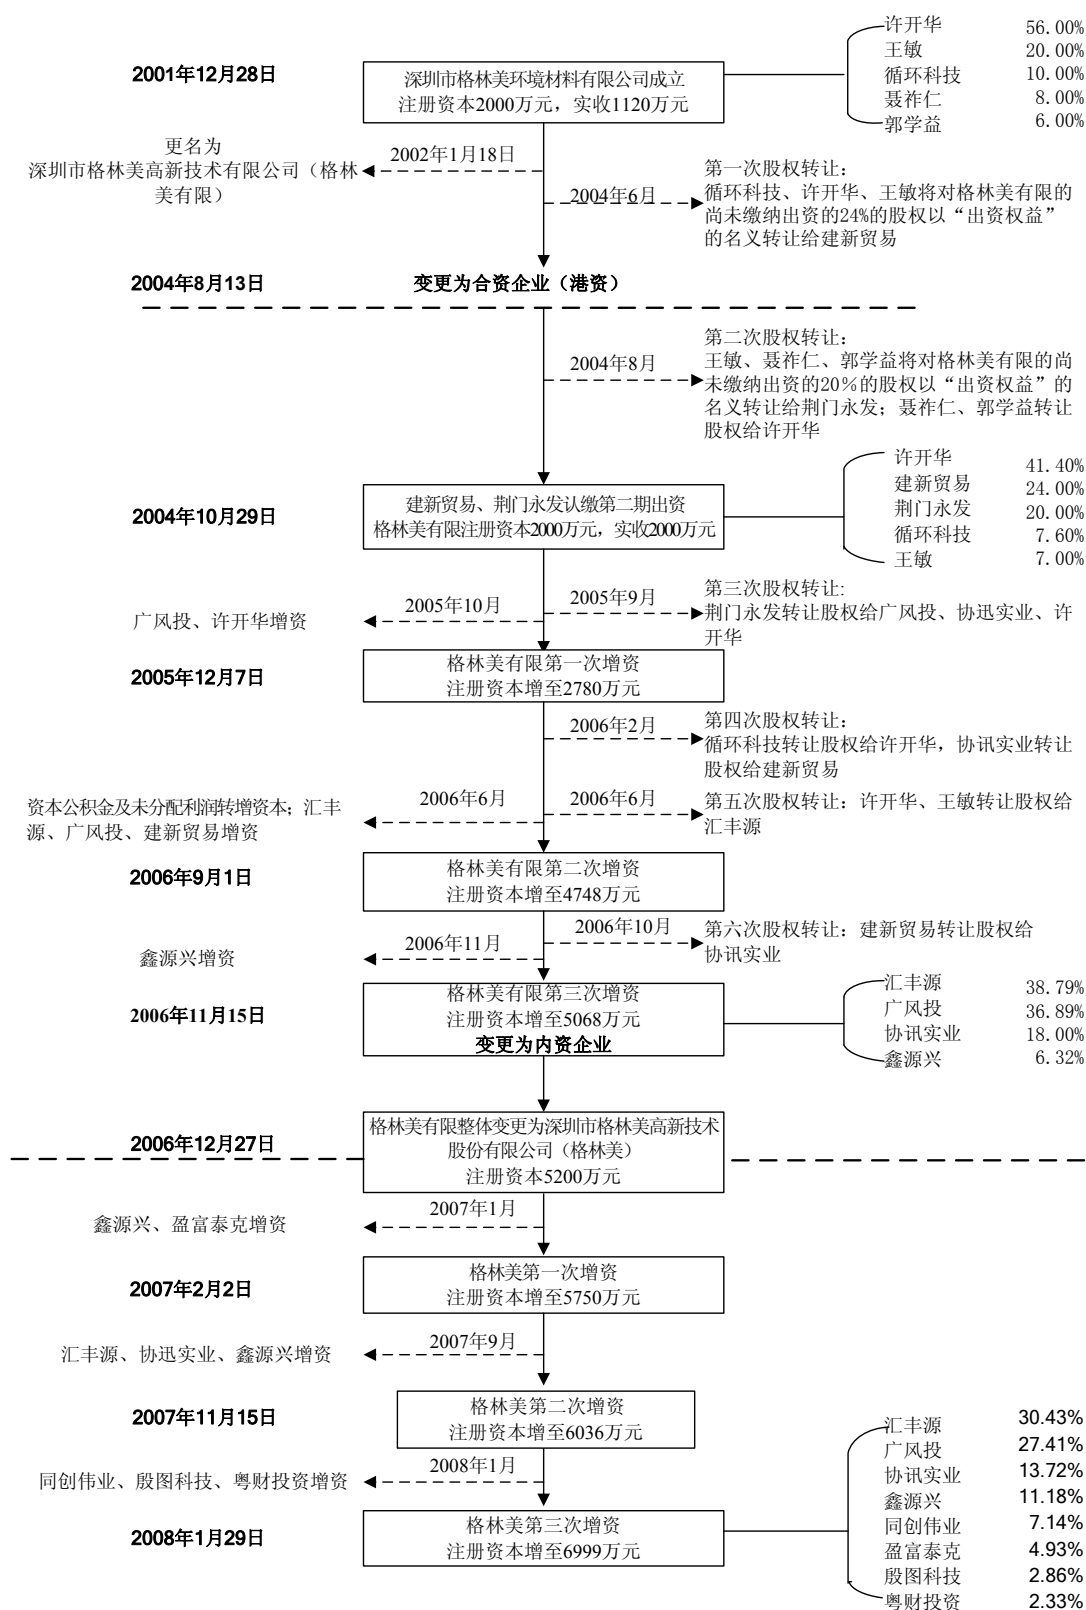 许开华 56.00%
王敏 20.00%
循环科技 10.00%
聂祚仁 8.00%
郭学益 6.00%
2001年12月28日
深圳市格林美环境材料有限公司成立
注册资本2000万元，实收1120万元
更名为
深圳市格林美高新技术有限公司（格林
美有限）
2002年1月18日
2004年6月
第一次股权转让：
循环科技、许开华、王敏将对格林美有限的
尚未缴纳出资的24%的股权以“出资权益”
的名义转让给建新贸易
2004年8月13日
变更为合资企业（港资）
2004年8月
第二次股权转让：
王敏、聂祚仁、郭学益将对格林美有限的尚
未缴纳出资的20％的股权以“出资权益”的
名义转让给荆门永发；聂祚仁、郭学益转让
股权给许开华
2004年10月29日
建新贸易、荆门永发认缴第二期出资
格林美有限注册资本2000万元，实收2000万元
许开华 41.40%
建新贸易 24.00%
荆门永发 20.00%
循环科技 7.60%
王敏 7.00%
广风投、许开华增资
2005年10月
2005年9月
第三次股权转让:
荆门永发转让股权给广风投、协迅实业、许
开华
2005年12月7日
格林美有限第一次增资
注册资本增至2780万元
2006年2月
第四次股权转让：
循环科技转让股权给许开华，协讯实业转让
股权给建新贸易
资本公积金及未分配利润转增资本；汇丰
源、广风投、建新贸易增资
2006年6月
2006年6月
第五次股权转让：许开华、王敏转让股权给
汇丰源
2006年9月1日
格林美有限第二次增资
注册资本增至4748万元
鑫源兴增资
2006年11月
2006年10月
第六次股权转让：建新贸易转让股权给
协讯实业
2006年11月15日
格林美有限第三次增资
注册资本增至5068万元
变更为内资企业
汇丰源 38.79%
广风投 36.89%
协讯实业 18.00%
鑫源兴 6.32%
2006年12月27日
格林美有限整体变更为深圳市格林美高新技术
股份有限公司（格林美）
注册资本5200万元
鑫源兴、盈富泰克增资
2007年1月
2007年2月2日
格林美第一次增资
注册资本增至5750万元
汇丰源、协迅实业、鑫源兴增资
2007年9月
2007年11月15日
格林美第二次增资
注册资本增至6036万元
同创伟业、殷图科技、粤财投资增资
2008年1月
2008年1月29日
格林美第三次增资
注册资本增至6999万元
汇丰源 30.43%
广风投 27.41%
协讯实业 13.72%
鑫源兴 11.18%
同创伟业 7.14%
盈富泰克 4.93%
殷图科技 2.86%
粤财投资 2.33%